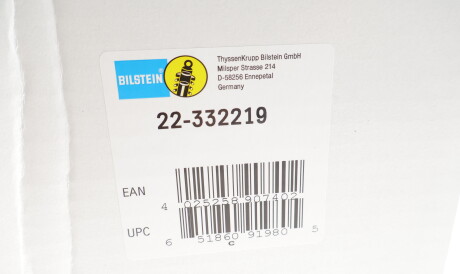 BILSTEIN
ThyssenKrupp Bilstein GmbH
Milsper Strasse 214
D-58256 Ennepetal
Germany
22-332219
EAN
4 025258 907402
UPC
6 51860 91980 5
c